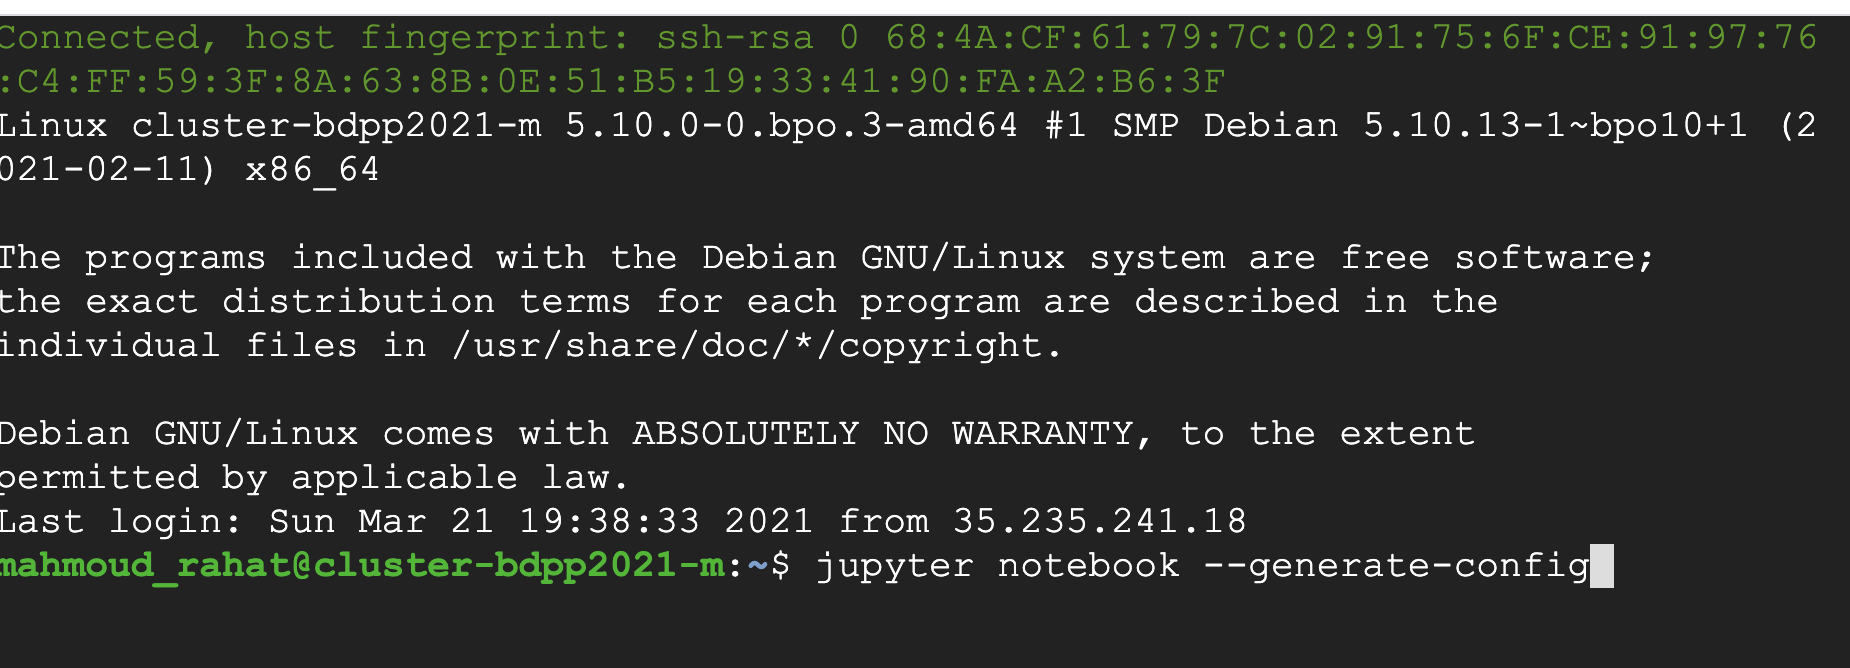 Connected, host fingerprint: ssh-rsa 0 68:4A:CF:61:79:7C:02:91:75:6F:CE:91:97:76
:C4:FF:59:3F:8A:63:8B:0E:51:B5:19:33:41:90:FA:A2:B6:3F
Linux cluster-bdpp2021-m 5.10.0-0.bpo.3-amd64 #1 SMP Debian 5.10.13-1~bpo10+1 (2
021-02-11) x86_64
The programs included with the Debian GNU/Linux system are free software;
the exact distribution terms for each program are described in the
individual files in /usr/share/doc/*/copyright.
Debian GNU/Linux comes with ABSOLUTELY NO WARRANTY, to the extent
permitted by applicable law.
Last login: Sun Mar 21 19:38:33 2021 from 35.235.241.18
mahmoud_rahat@cluster-bdpp2021-m:~$ jupyter notebook --generate-config